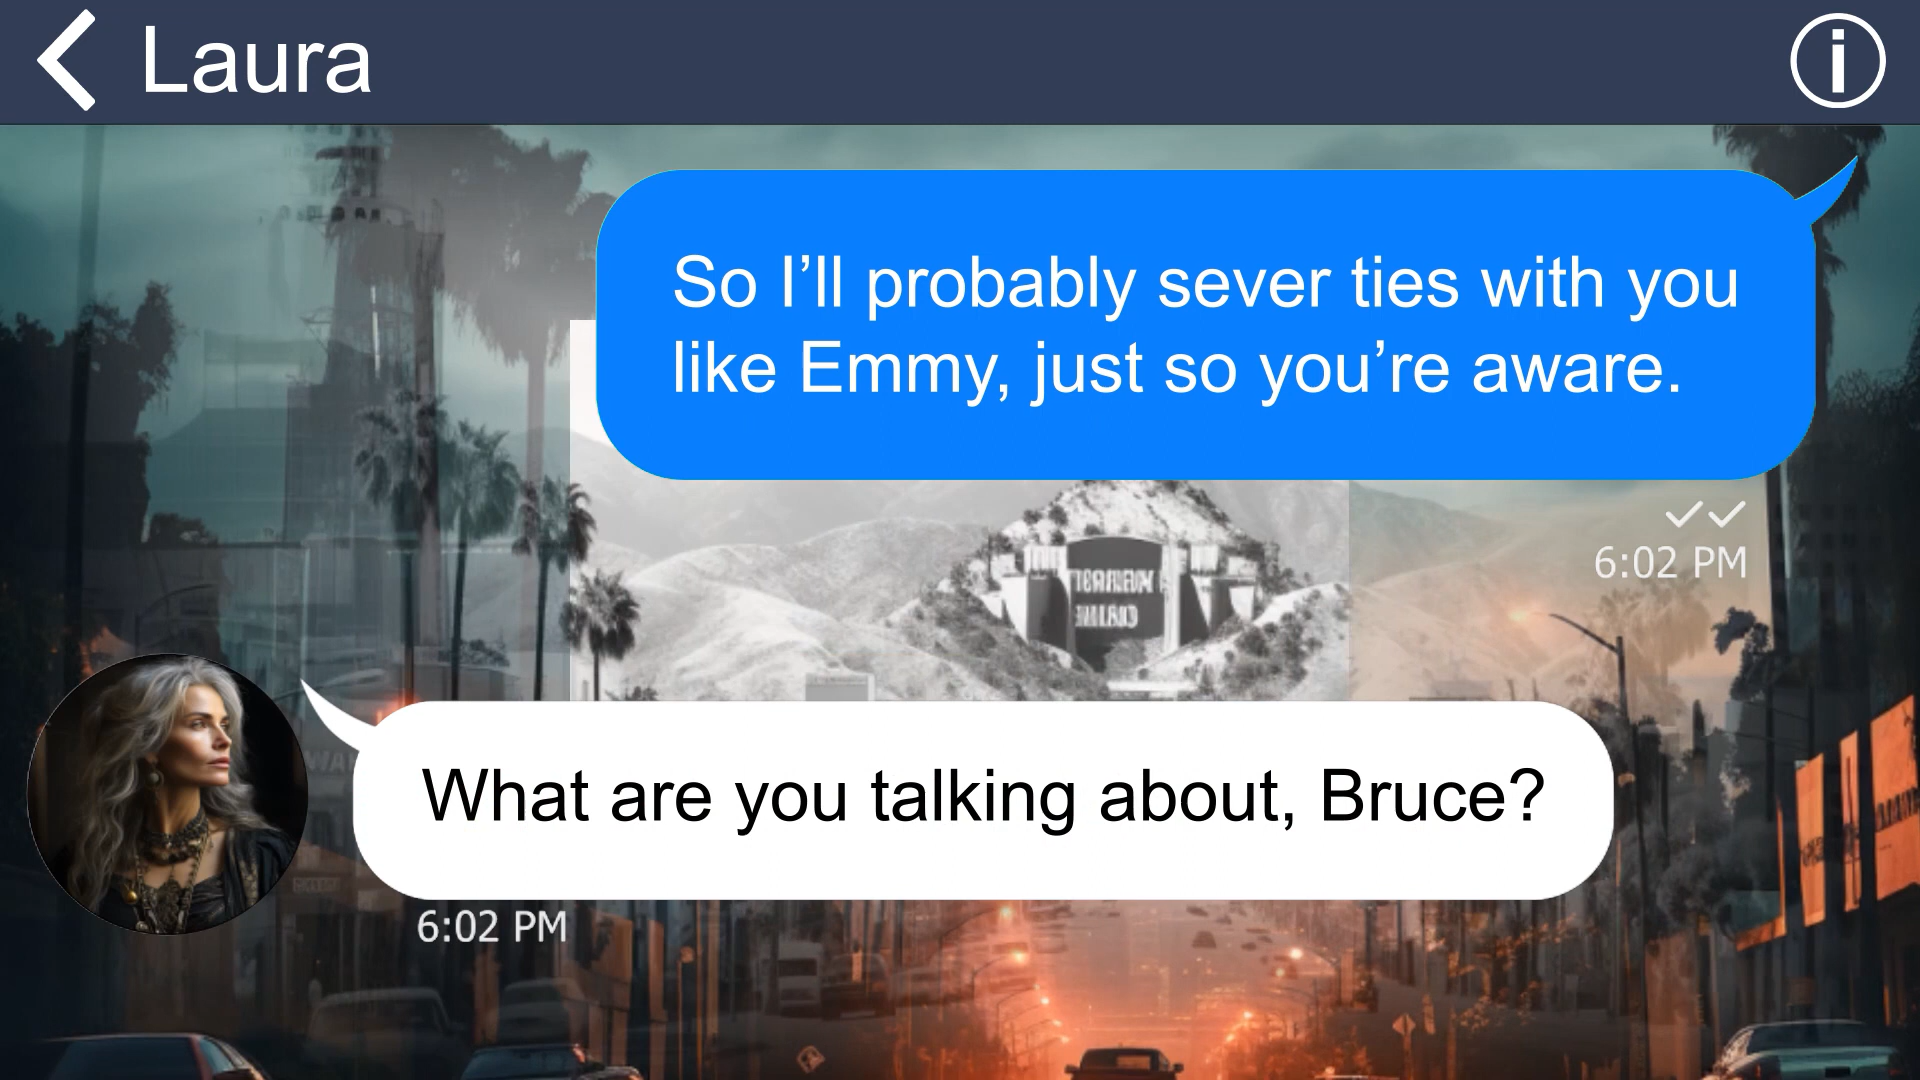 Laura
So I’ll probably sever ties with you
like Emmy, just so you’re aware.
6:02 PM
What are you talking about, Bruce?
6:02 PM